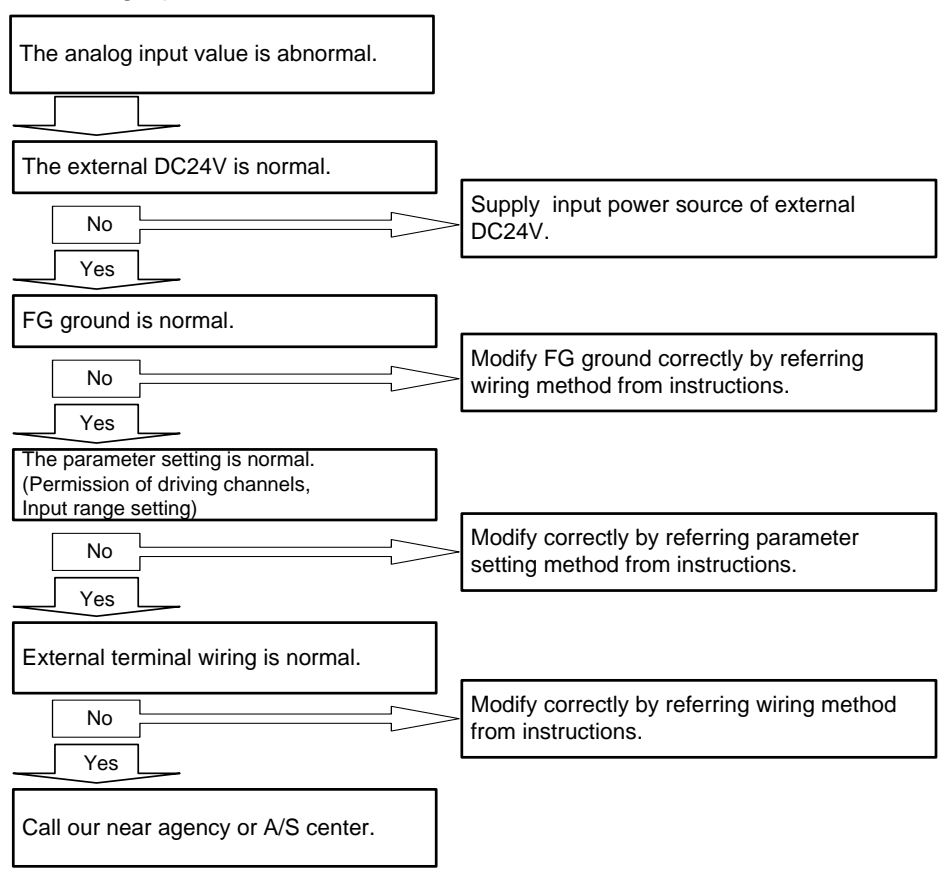 The analog input value is abnormal.
The external DC24V is normal.
No
Supply input power source of external
DC24V.
Yes
FG ground is normal.
No
Modify FG ground correctly by referring
wiring method from instructions.
Yes
The parameter setting is normal.
(Permission of driving channels,
Input range setting)
No
Modify correctly by referring parameter
setting method from instructions.
Yes
External terminal wiring is normal.
No
Modify correctly by referring wiring method
from instructions.
Yes
Call our near agency or A/S center.